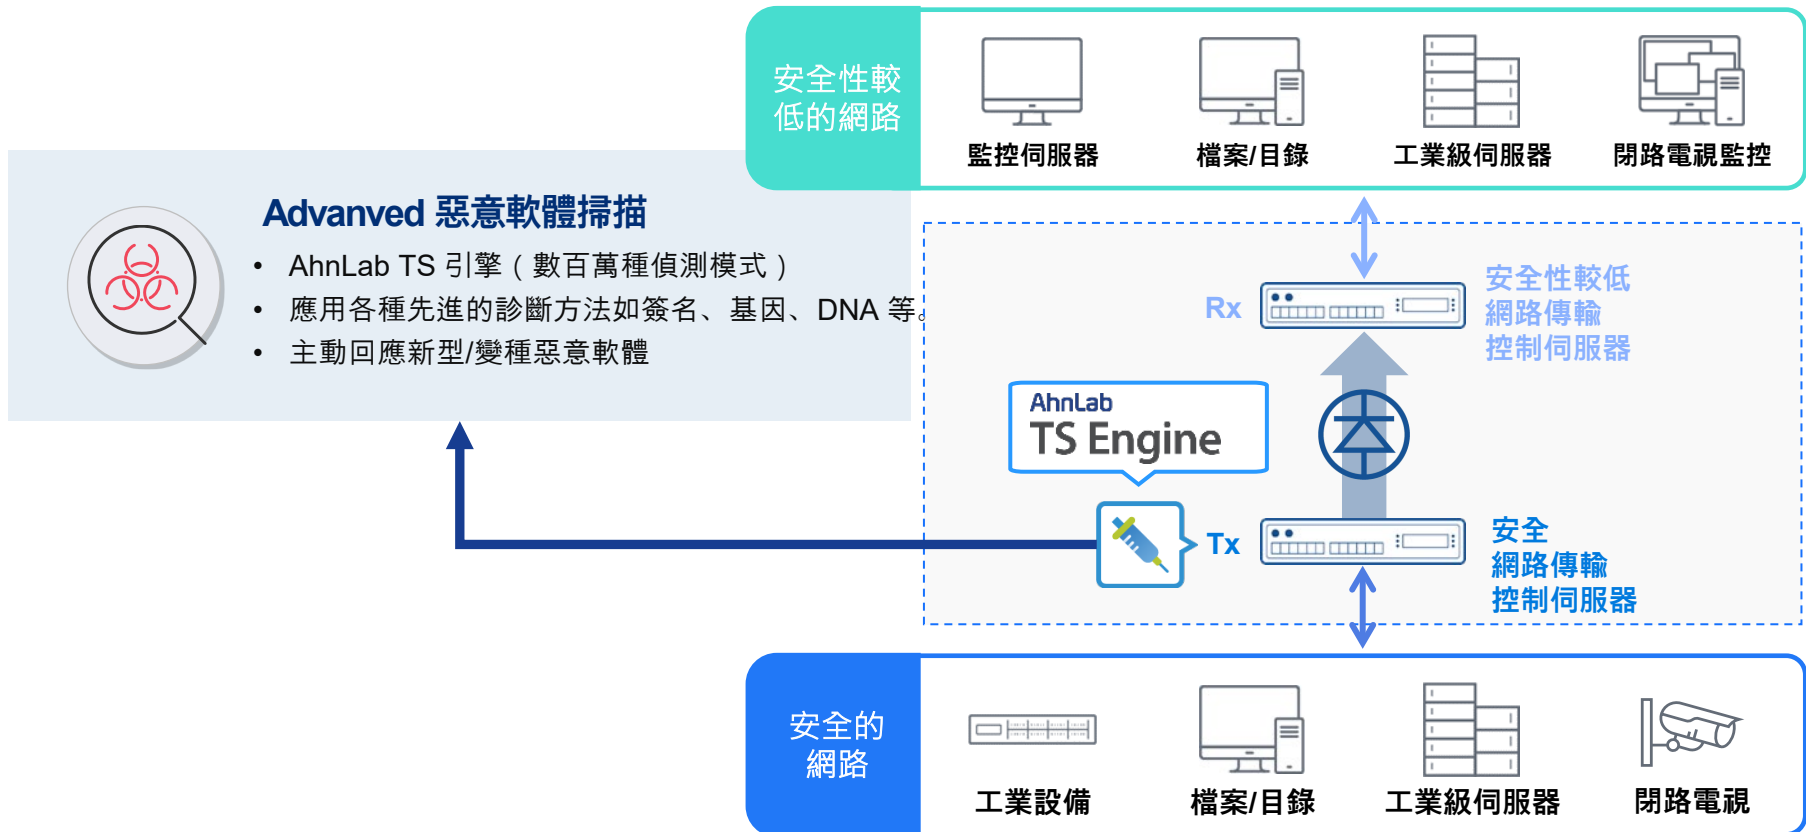 安全性較
低的網路
監控伺服器
檔案/目錄
工業級伺服器
閉路電視監控
Advanved 惡意軟體掃描
• AhnLab TS 引擎（數百萬種偵測模式）
• 應用各種先進的診斷方法如簽名、基因、DNA 等。
• 主動回應新型/變種惡意軟體
Rx
安全性較低
網路傳輸
控制伺服器
AhnLab
TS Engine
Tx
安全
網路傳輸
控制伺服器
安全的
網路
工業設備
檔案/目錄
工業級伺服器
閉路電視